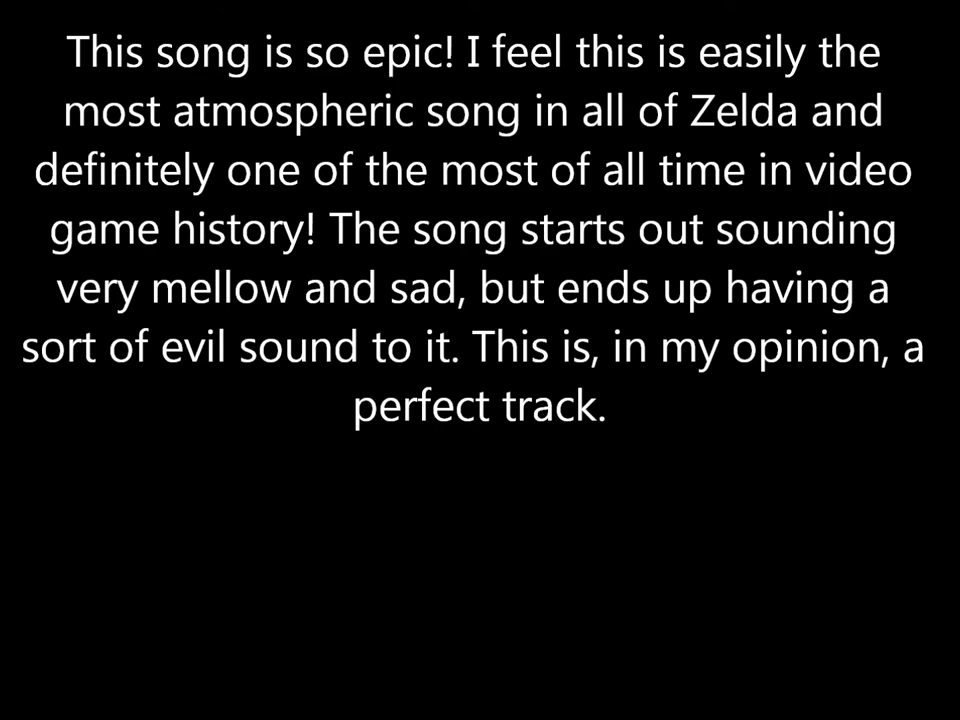 This song is so epic! I feel this is easily the
most atmospheric song in all of Zelda and
definitely one of the most of all time in video
game history! The song starts out sounding
very mellow and sad, but ends up having a
sort of evil sound to it. This is, in my opinion, a
perfect track.